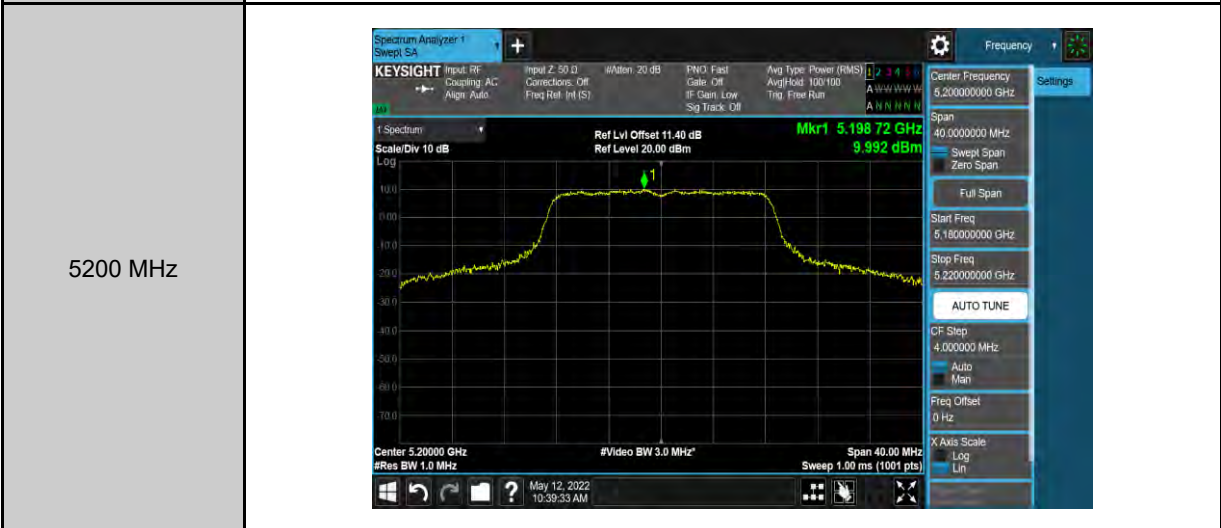 5200 MHz
Spectrum Analyzer 1
Swept SA
+
Frequency
KEYSIGHT
Input: RF
Coupling: AC
Align: Auto
Input Z: 50 Ω
Corrections: Off
Freq Ref: Int (S)
#Atten: 20 dB
PNO: Fast
Gate: Off
IF Gain: Low
Sig Track: Off
Avg Type: Power (RMS)
Avg|Hold: 100/100
Trig: Free Run
1 2 3 4 5 6
A W W W W W
A N N N N N
1 Spectrum
Scale/Div 10 dB
Log
Ref Lvl Offset 11.40 dB
Ref Level 20.00 dBm
Mkr1 5.198 72 GHz
9.992 dBm
1
10.0
0.00
-10.0
-20.0
-30.0
-40.0
-50.0
-60.0
-70.0
Center 5.20000 GHz
#Res BW 1.0 MHz
#Video BW 3.0 MHz*
Span 40.00 MHz
Sweep 1.00 ms (1001 pts)
?
May 12, 2022
10:39:33 AM
Center Frequency
5.200000000 GHz
Settings
Span
40.0000000 MHz
Swept Span
Zero Span
Full Span
Start Freq
5.180000000 GHz
Stop Freq
5.220000000 GHz
AUTO TUNE
CF Step
4.000000 MHz
Auto
Man
Freq Offset
0 Hz
X Axis Scale
Log
Lin